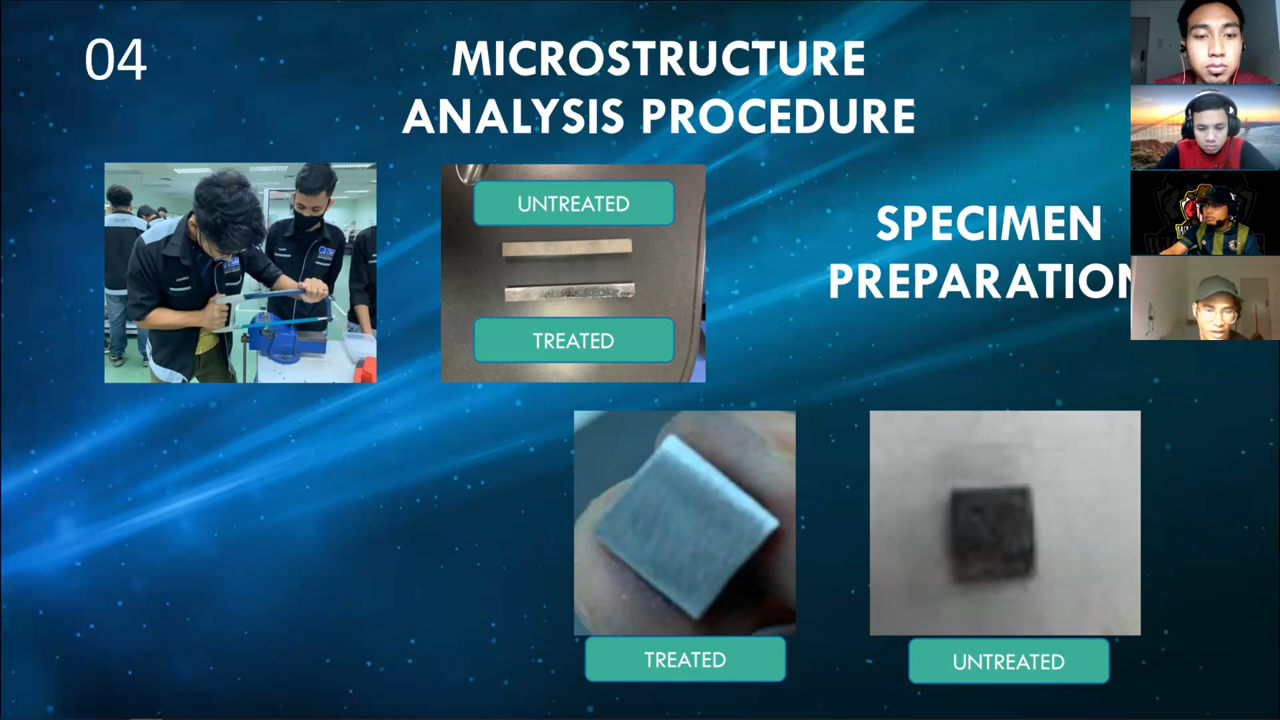 04
MICROSTRUCTURE
ANALYSIS PROCEDURE
UNTREATED
TREATED
SPECIMEN
PREPARATION
TREATED
UNTREATED